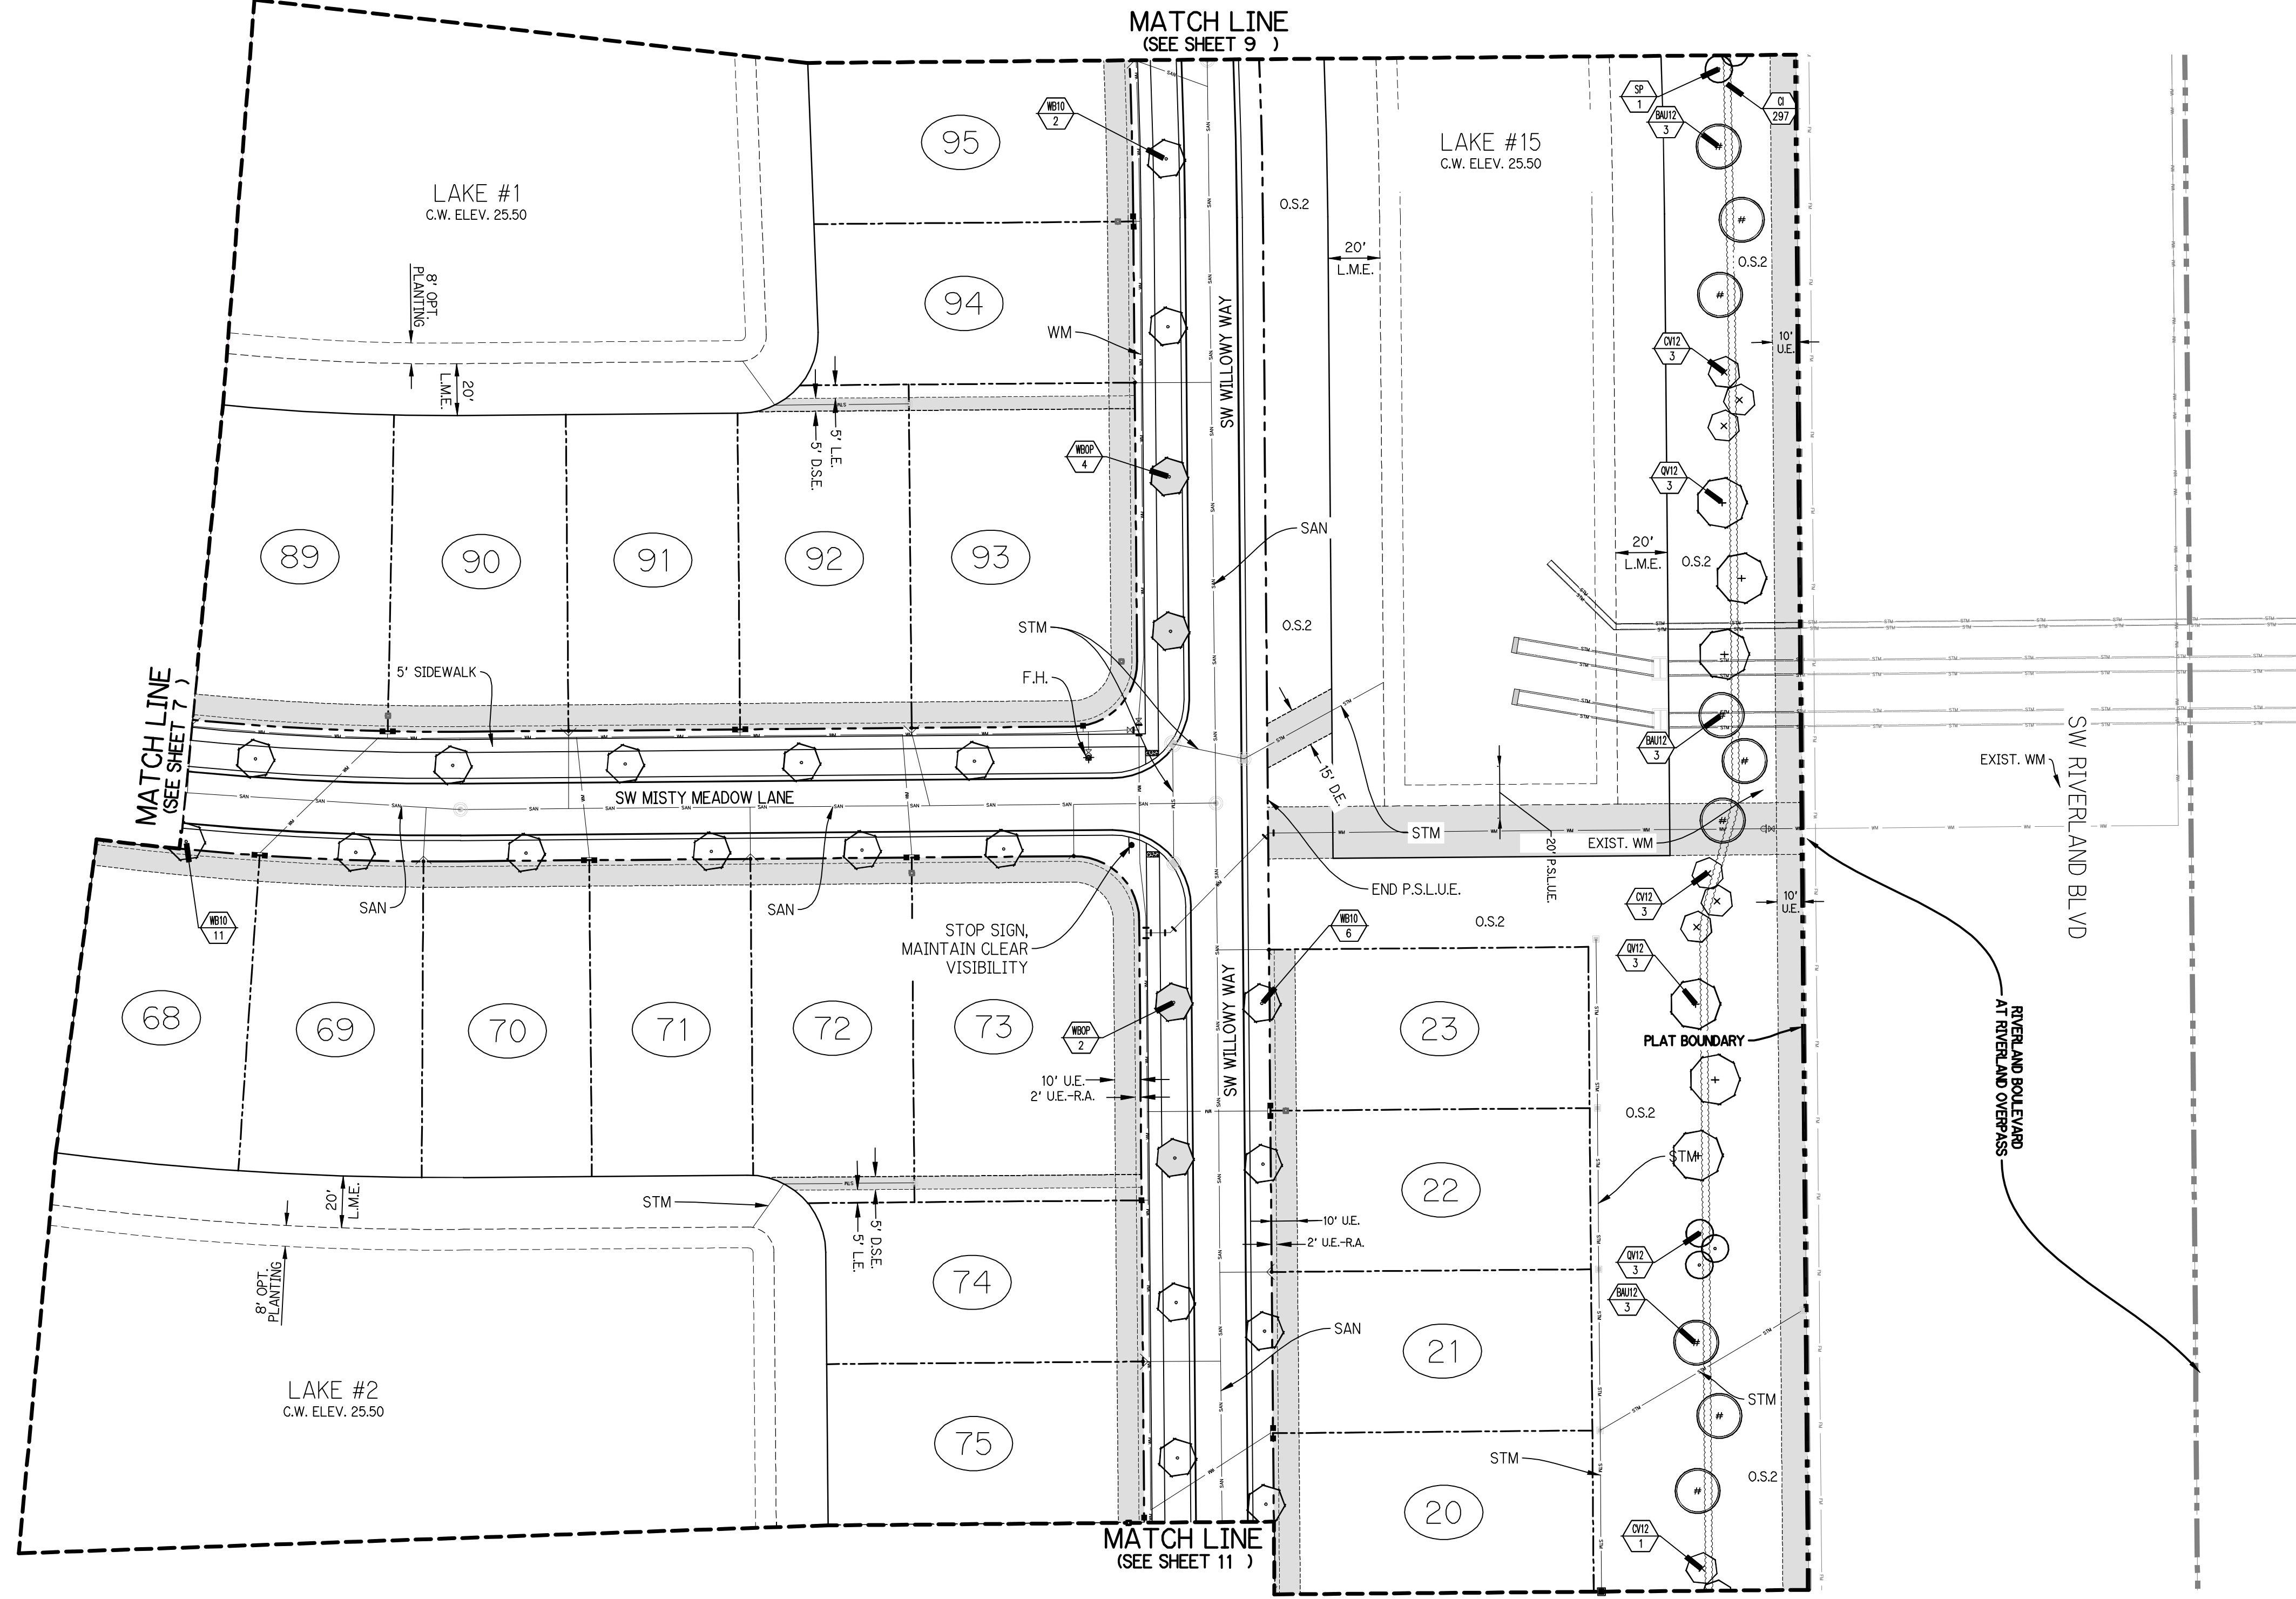 MATCH LINE
(SEE SHEET 9 )
LAKE #1
C.W. ELEV. 25.50
8' OPT.
PLANTING
20'
L.M.E.
95
94
WB10
2
WM
5' L.E.
5' D.S.E.
WBOP
4
SW WILLOWY WAY
O.S.2
20'
L.M.E.
LAKE #15
C.W. ELEV. 25.50
SP
1
CI
297
BAU12
3
O.S.2
CV12
3
10'
U.E.
QV12
3
20'
L.M.E.
O.S.2
89
90
91
92
93
SAN
STM
O.S.2
F.H.
5' SIDEWALK
MATCH LINE
(SEE SHEET 7 )
SW MISTY MEADOW LANE
15' D.E.
STM
20' P.S.L.U.E.
END P.S.L.U.E.
BAU12
3
EXIST. WM
EXIST. WM
SW RIVERLAND BLVD
SAN
SAN
WB10
11
STOP SIGN,
MAINTAIN CLEAR
VISIBILITY
WB10
6
O.S.2
CV12
3
10'
U.E.
QV12
3
PLAT BOUNDARY
RIVERLAND BOULEVARD
AT RIVERLAND OVERPASS
68
69
70
71
72
73
WBOP
2
10' U.E.
2' U.E.-R.A.
SW WILLOWY WAY
23
22
21
20
O.S.2
STM
10' U.E.
2' U.E.-R.A.
QV12
3
BAU12
3
20'
L.M.E.
8' OPT.
PLANTING
STM
5' D.S.E.
5' L.E.
74
75
SAN
LAKE #2
C.W. ELEV. 25.50
STM
STM
O.S.2
CV12
1
MATCH LINE
(SEE SHEET 11 )